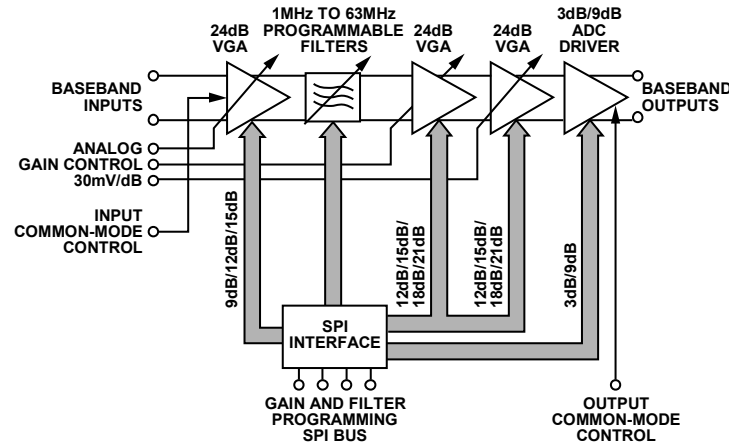 1MHz TO 63MHz
PROGRAMMABLE
FILTERS
24dB
VGA
24dB
VGA
24dB
VGA
3dB/9dB
ADC
DRIVER
BASEBAND
INPUTS
BASEBAND
OUTPUTS
ANALOG
GAIN CONTROL
30mV/dB
INPUT
COMMON-MODE
CONTROL
9dB/12dB/15dB
12dB/15dB/
18dB/21dB
12dB/15dB/
18dB/21dB
3dB/9dB
SPI
INTERFACE
GAIN AND FILTER
PROGRAMMING
SPI BUS
OUTPUT
COMMON-MODE
CONTROL